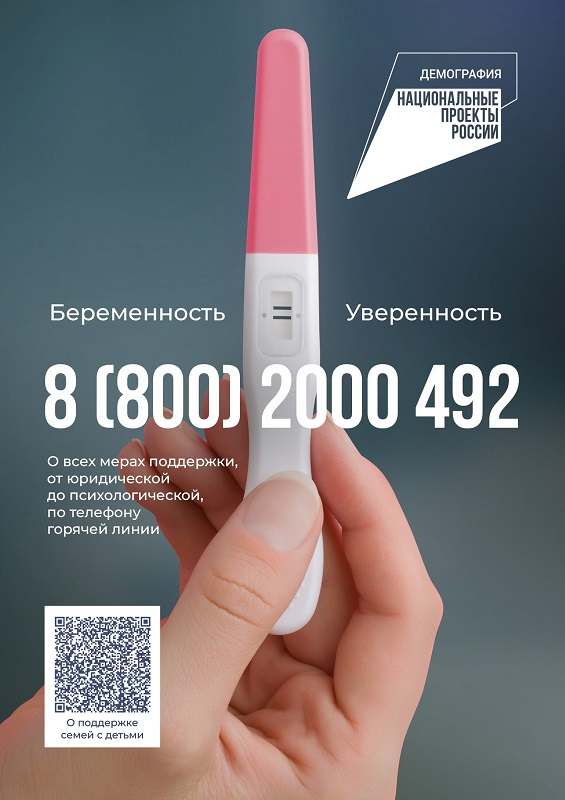 ДЕМОГРАФИЯ
НАЦИОНАЛЬНЫЕ
ПРОЕКТЫ
РОССИИ
Беременность
Уверенность
8 (800) 2000 492
О всех мерах поддержки,
от юридической
до психологической,
по телефону
горячей линии
О поддержке
семей с детьми